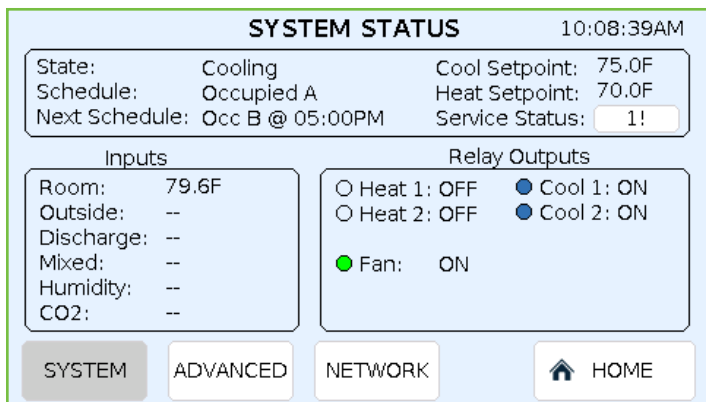 SYSTEM STATUS 10:08:39AM
State: Cooling Cool Setpoint: 75.0F
Schedule: Occupied A Heat Setpoint: 70.0F
Next Schedule: Occ B @ 05:00PM Service Status: 1!
Inputs
Room: 79.6F
Outside: --
Discharge: --
Mixed: --
Humidity: --
CO2: --
Relay Outputs
Heat 1: OFF Cool 1: ON
Heat 2: OFF Cool 2: ON
Fan: ON
SYSTEM ADVANCED NETWORK HOME